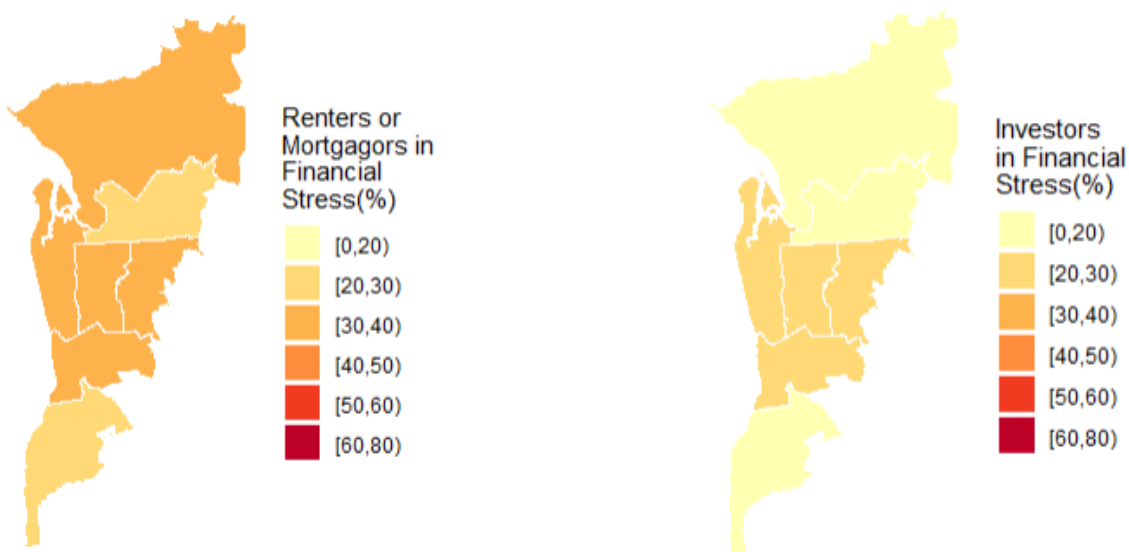 Renters or
Mortgagors in
Financial
Stress(%)
[0,20)
[20,30)
[30,40)
[40,50)
[50,60)
[60,80)
Investors
in Financial
Stress(%)
[0,20)
[20,30)
[30,40)
[40,50)
[50,60)
[60,80)